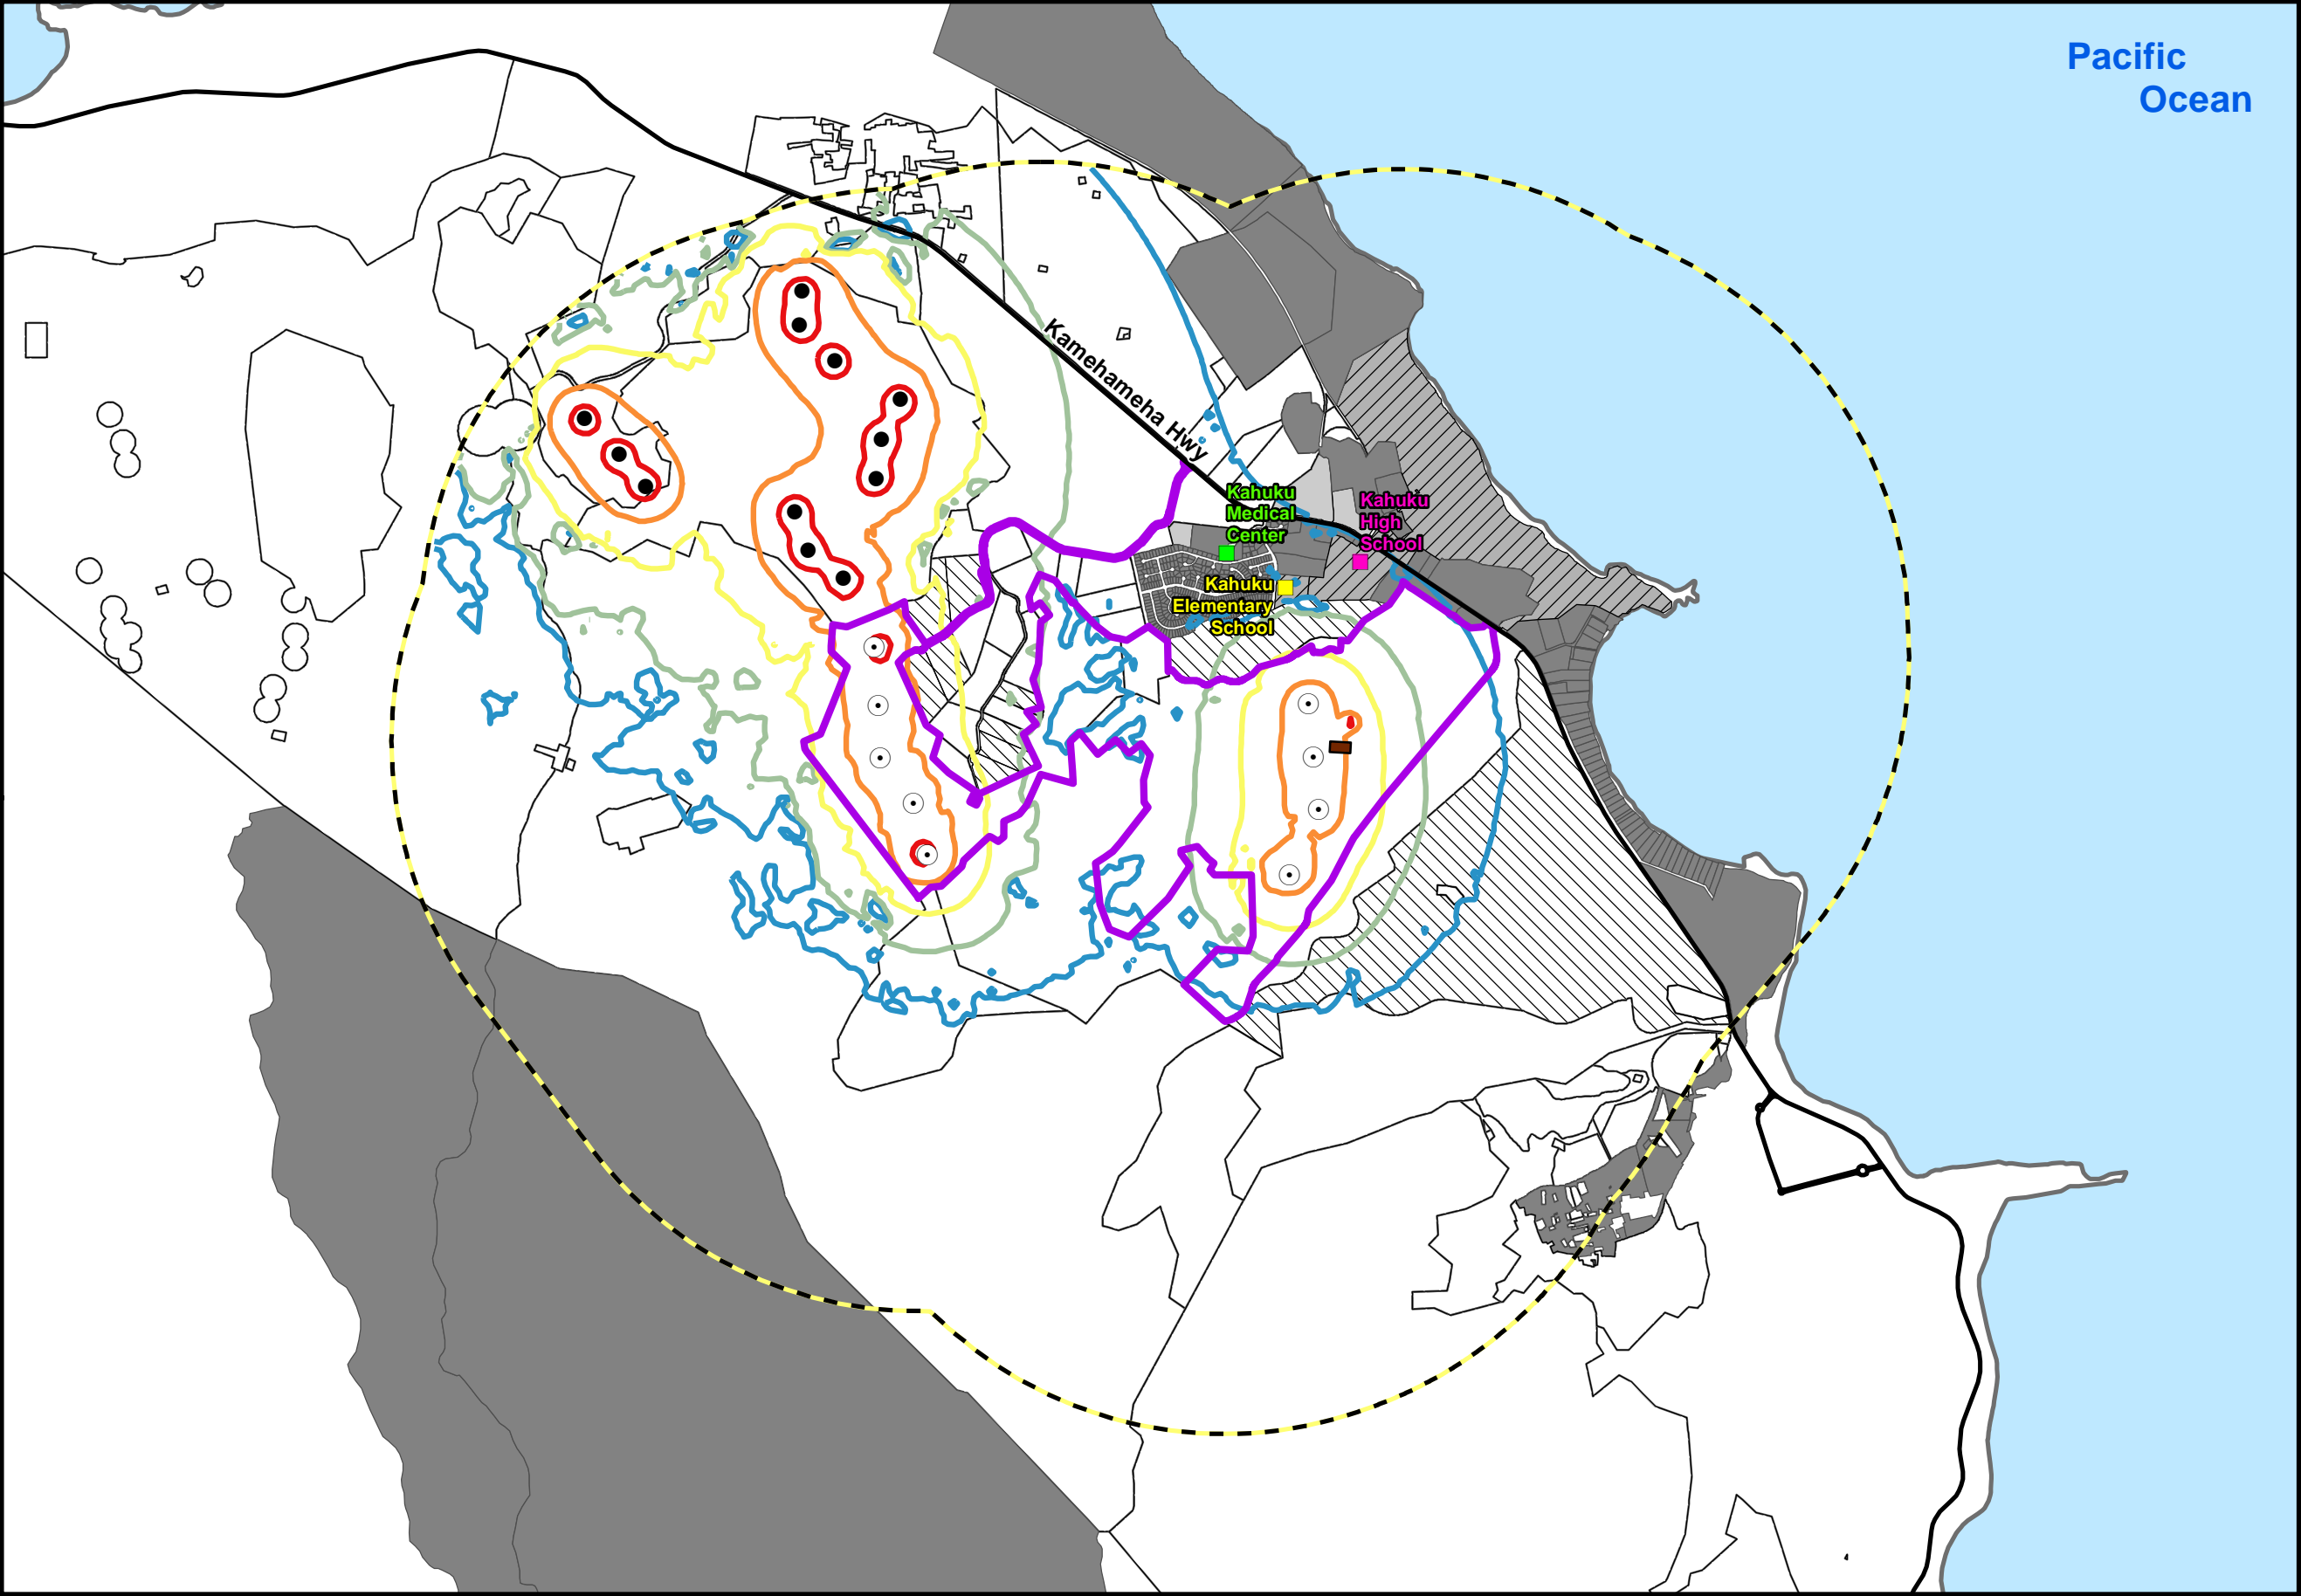 Pacific
Ocean
Kamehameha Hwy
Kahuku
Medical
Center
Kahuku
High
School
Kahuku
Elementary
School